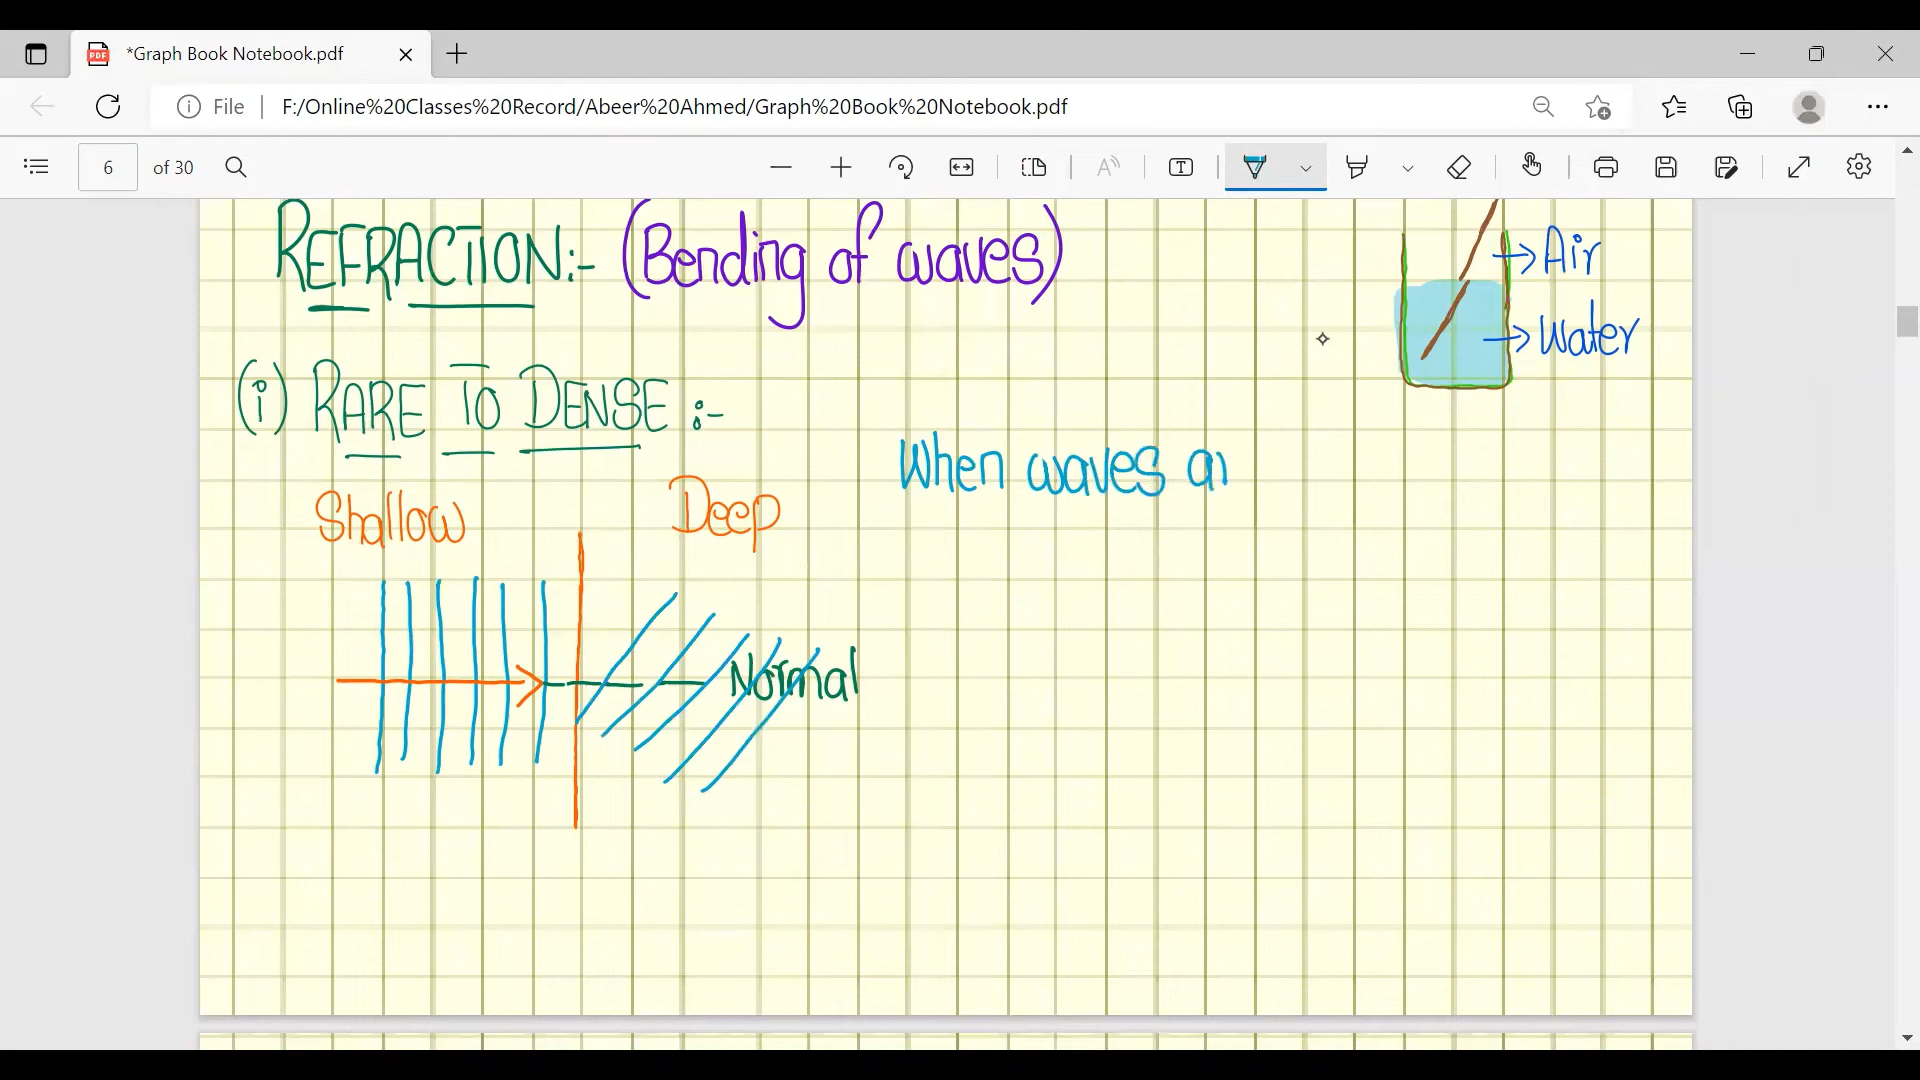 *Graph Book Notebook.pdf
File F:/Online%20Classes%20Record/Abeer%20Ahmed/Graph%20Book%20Notebook.pdf
6 of 30
REFRACTION:- (Bending of waves)
Air
Water
(i) RARE TO DENSE :-
When waves
Shallow
Deep
Normal